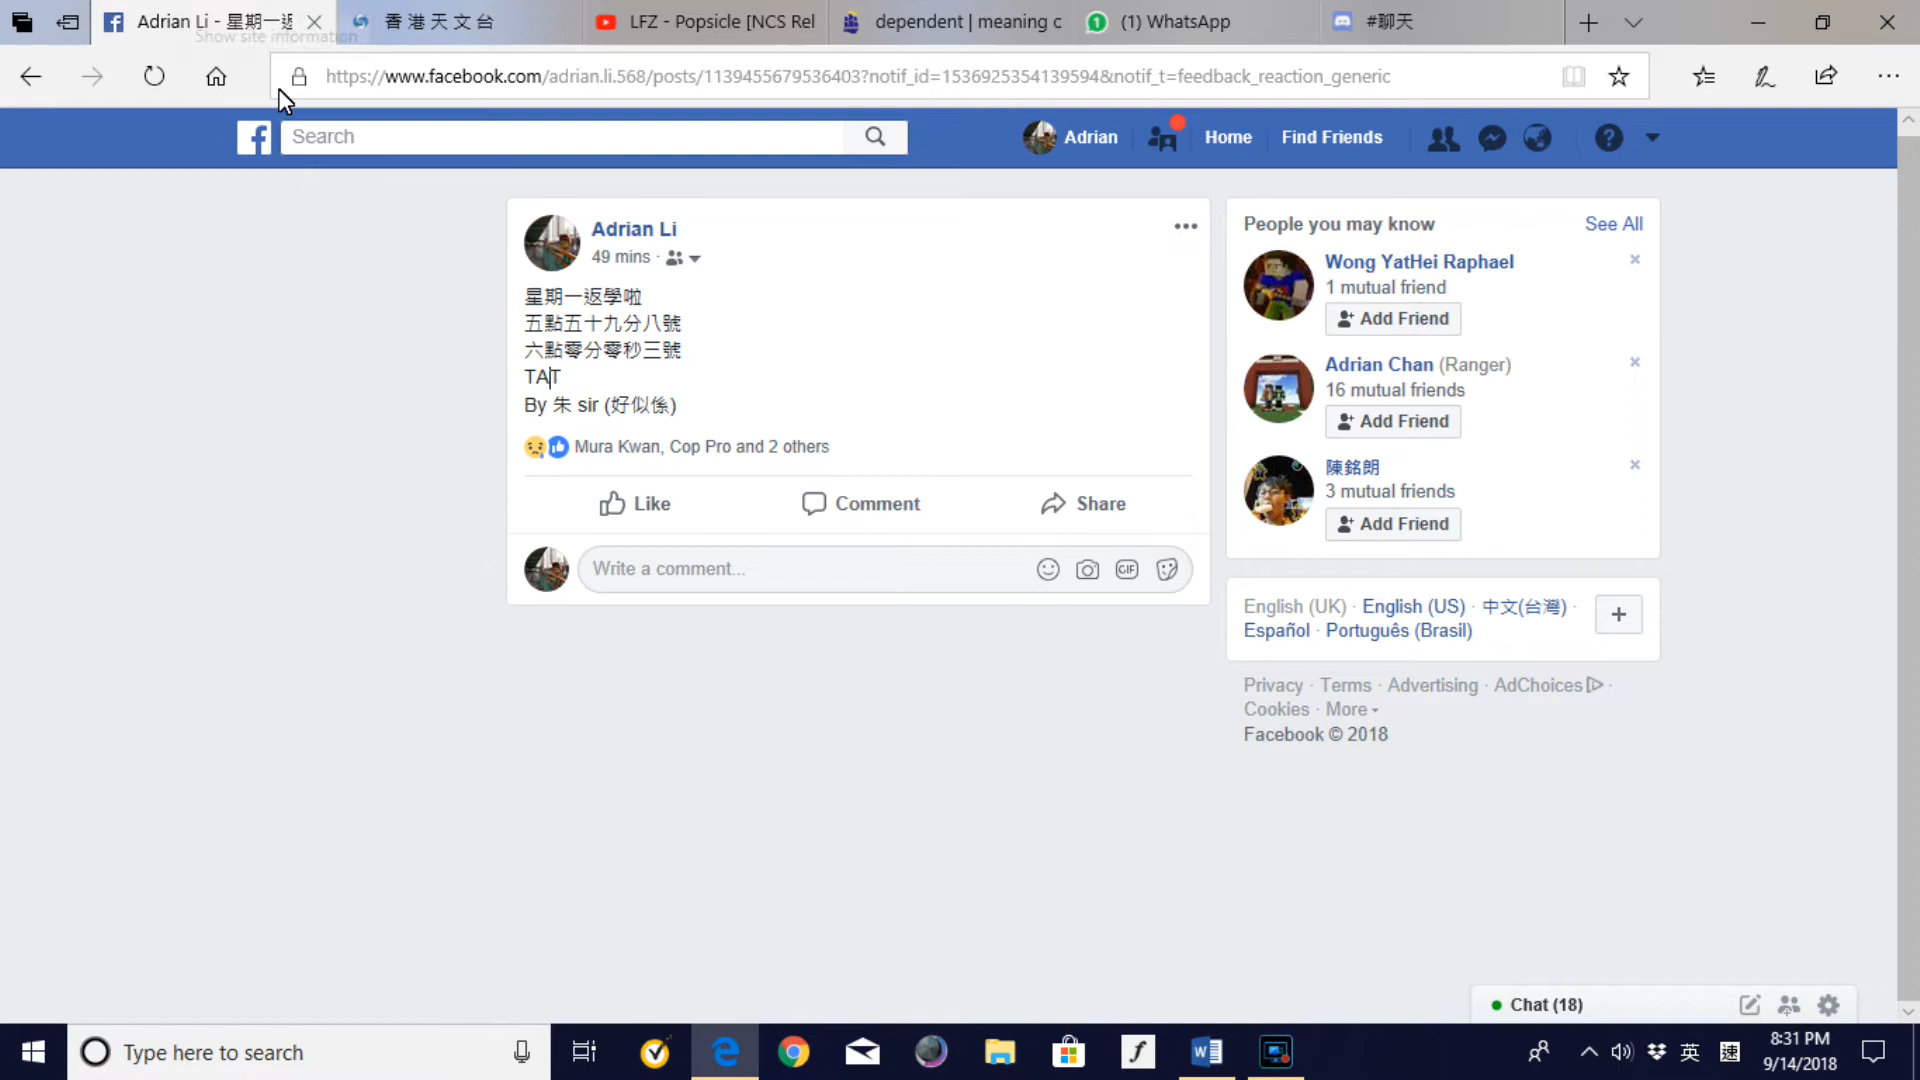 Adrian Li - 星期一返
香港天文台
LFZ - Popsicle [NCS Rel
dependent | meaning c
(1) WhatsApp
#聊天
Show site information
https://www.facebook.com/adrian.li.568/posts/1139455679536403?notif_id=1536925354139594&notif_t=feedback_reaction_generic
Search
Adrian
Home
Find Friends
Adrian Li
49 mins ·
星期一返學啦
五點五十九分八號
六點零分零秒三號
TAT
By 朱 sir (好似係)
Mura Kwan, Cop Pro and 2 others
Like
Comment
Share
Write a comment...
GIF
People you may know
See All
Wong YatHei Raphael
1 mutual friend
Add Friend
Adrian Chan (Ranger)
16 mutual friends
Add Friend
陳銘朗
3 mutual friends
Add Friend
English (UK) · English (US) · 中文(台灣) ·
Español · Português (Brasil)
Privacy · Terms · Advertising · AdChoices ·
Cookies · More
Facebook © 2018
Chat (18)
Type here to search
英
速
8:31 PM
9/14/2018